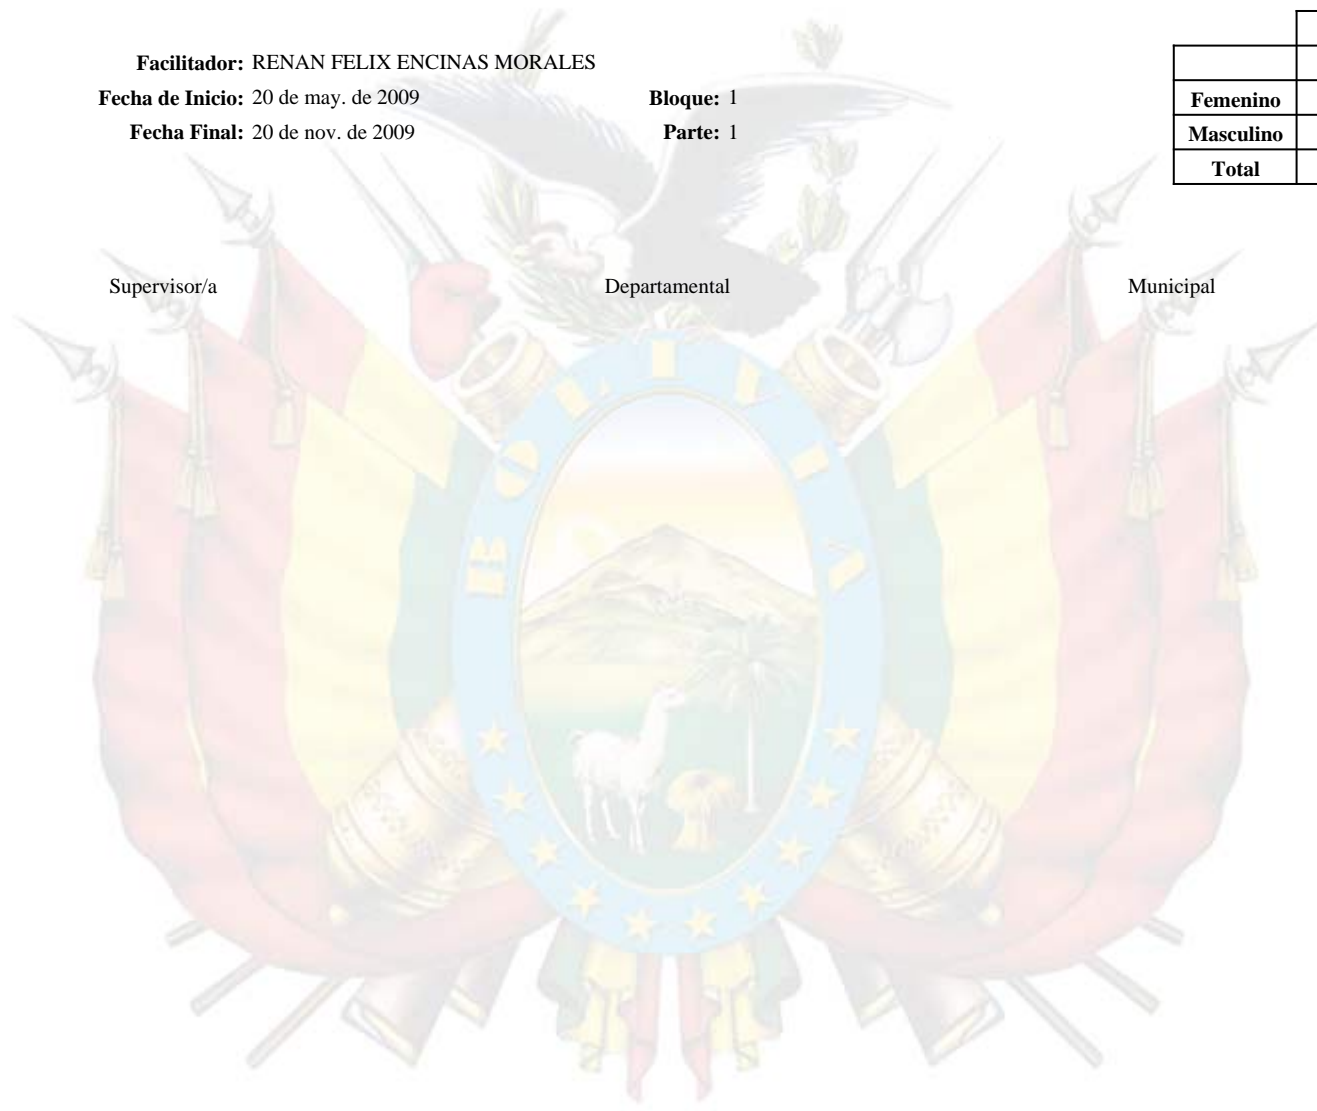 Facilitador: RENAN FELIX ENCINAS MORALES
Fecha de Inicio: 20 de may. de 2009 Bloque: 1
Fecha Final: 20 de nov. de 2009 Parte: 1
Femenino
Masculino
Total
Supervisor/a Departamental Municipal
BOLIVIA